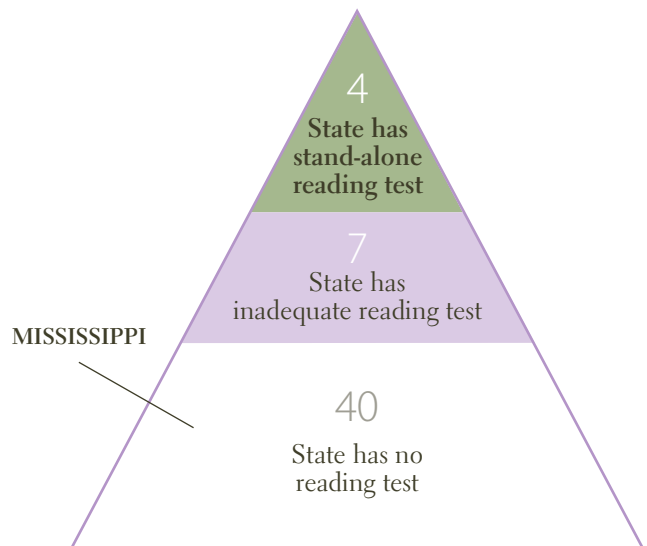 4
State has
stand-alone
reading test
7
State has
inadequate reading test
MISSISSIPPI
40
State has no
reading test